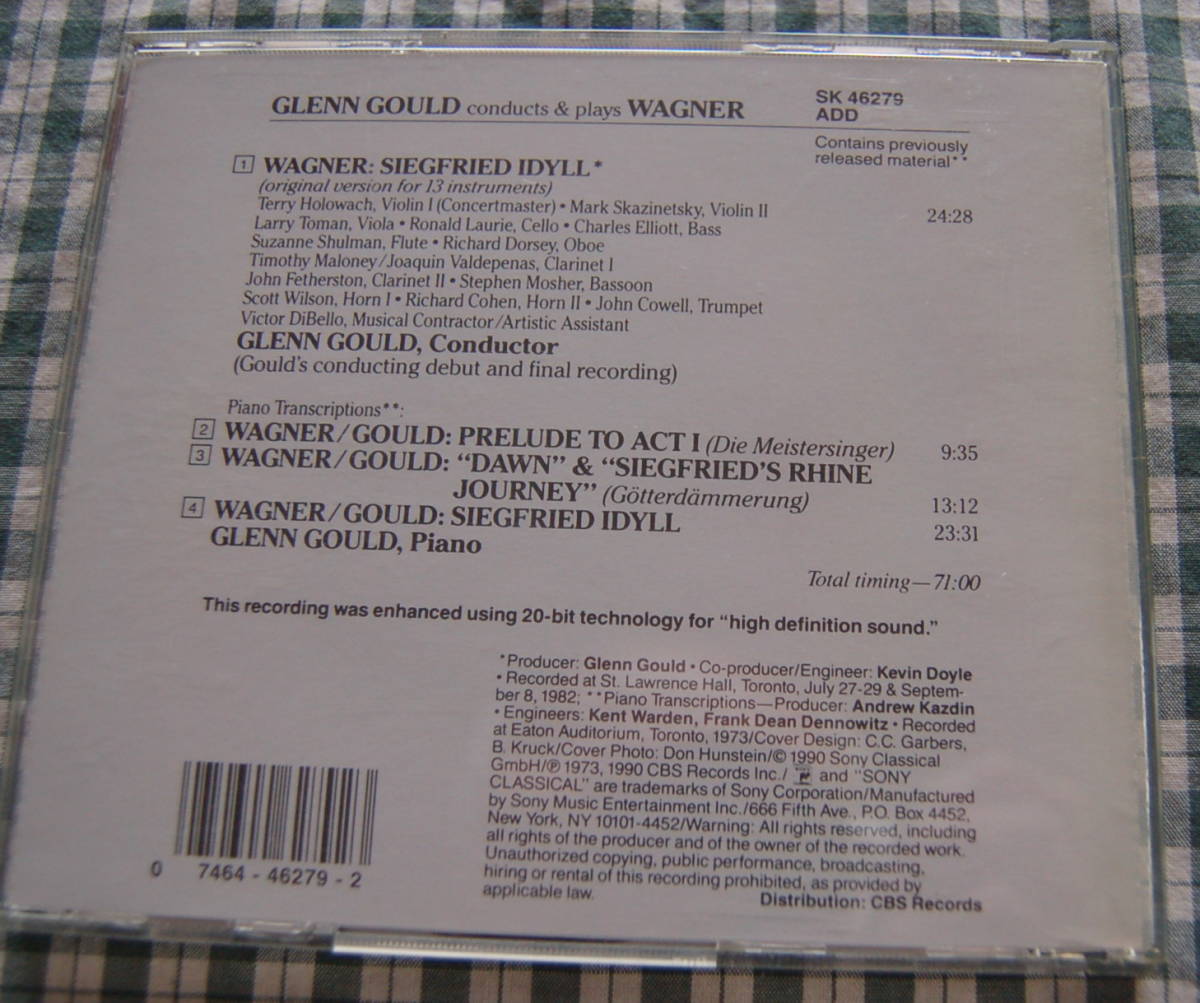 GLENN GOULD conducts & plays WAGNER
SK 46279
ADD
Contains previously
released material**
1 WAGNER: SIEGFRIED IDYLL*
(original version for 13 instruments)
Terry Holowach, Violin I (Concertmaster) • Mark Skazinetsky, Violin II
24:28
Larry Toman, Viola • Ronald Laurie, Cello • Charles Elliott, Bass
Suzanne Shulman, Flute • Richard Dorsey, Oboe
Timothy Maloney/Joaquin Valdepenas, Clarinet I
John Fetherston, Clarinet II • Stephen Mosher, Bassoon
Scott Wilson, Horn I • Richard Cohen, Horn II • John Cowell, Trumpet
Victor DiBello, Musical Contractor/Artistic Assistant
GLENN GOULD, Conductor
(Gould's conducting debut and final recording)
Piano Transcriptions**:
2 WAGNER/GOULD: PRELUDE TO ACT I (Die Meistersinger) 9:35
3 WAGNER/GOULD: "DAWN" & "SIEGFRIED'S RHINE
JOURNEY" (Götterdämmerung) 13:12
4 WAGNER/GOULD: SIEGFRIED IDYLL 23:31
GLENN GOULD, Piano
Total timing—71:00
This recording was enhanced using 20-bit technology for "high definition sound."
*Producer: Glenn Gould • Co-producer/Engineer: Kevin Doyle
• Recorded at St. Lawrence Hall, Toronto, July 27-29 & Septem-
ber 8, 1982; **Piano Transcriptions—Producer: Andrew Kazdin
• Engineers: Kent Warden, Frank Dean Dennowitz • Recorded
at Eaton Auditorium, Toronto, 1973/Cover Design: C.C. Garbers,
B. Kruck/Cover Photo: Don Hunstein/© 1990 Sony Classical
GmbH/℗ 1973, 1990 CBS Records Inc./ and "SONY
CLASSICAL" are trademarks of Sony Corporation/Manufactured
by Sony Music Entertainment Inc./666 Fifth Ave., P.O. Box 4452,
New York, NY 10101-4452/Warning: All rights reserved, including
all rights of the producer and of the owner of the recorded work.
Unauthorized copying, public performance, broadcasting,
hiring or rental of this recording prohibited, as provided by
applicable law.
Distribution: CBS Records
0 7464 - 46279 - 2